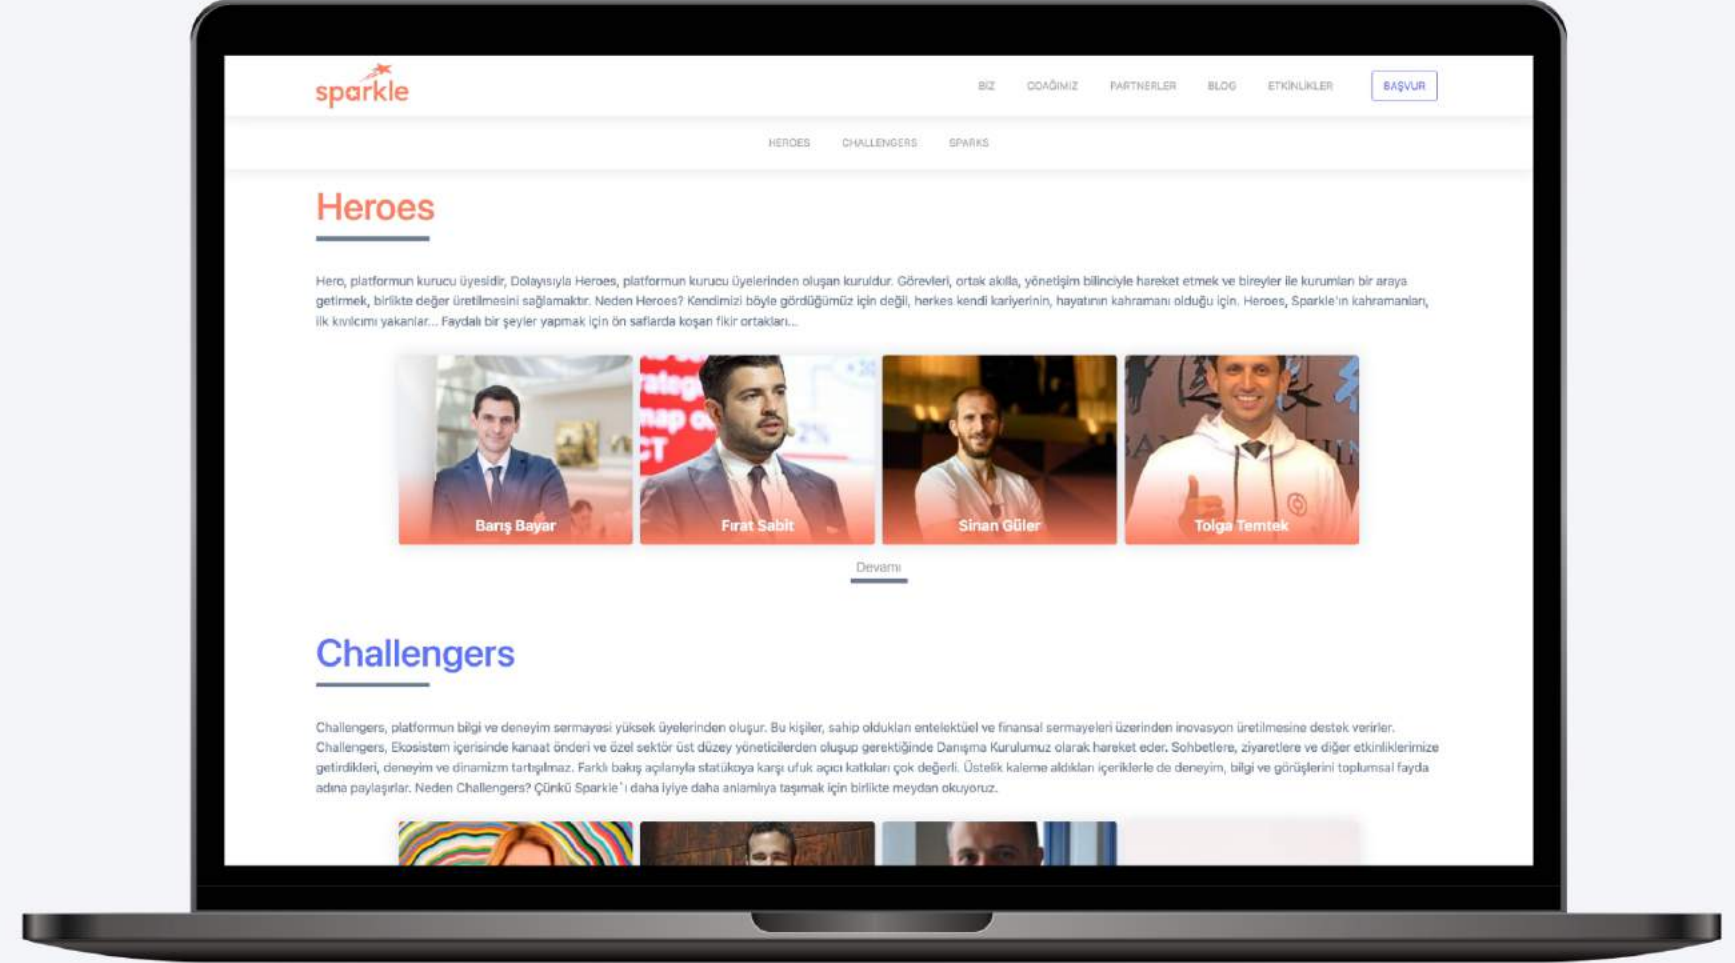 sparkle
BİZ ODAĞIMIZ PARTNERLER BLOG ETKİNLİKLER BAŞVUR
HEROES CHALLENGERS SPARKS
Heroes
Hero, platformun kurucu üyesidir, Dolayısıyla Heroes, platformun kurucu üyelerinden oluşan kuruldur. Görevleri, ortak akılla, yönetişim bilinciyle hareket etmek ve bireyler ile kurumları bir araya
getirmek, birlikte değer üretilmesini sağlamaktır. Neden Heroes? Kendimizi böyle gördüğümüz için değil, herkes kendi kariyerinin, hayatının kahramanı olduğu için. Heroes, Sparkle'ın kahramanları,
ilk kıvılcımı yakanlar... Faydalı bir şeyler yapmak için ön saflarda koşan fikir ortakları...
Barış Bayar
Fırat Sabit
Sinan Güler
Tolga Temtek
Devamı
Challengers
Challengers, platformun bilgi ve deneyim sermayesi yüksek üyelerinden oluşur. Bu kişiler, sahip oldukları entelektüel ve finansal sermayeleri üzerinden inovasyon üretilmesine destek verirler.
Challengers, Ekosistem içerisinde kanaat önderi ve özel sektör üst düzey yöneticilerden oluşup gerektiğinde Danışma Kurulumuz olarak hareket eder. Sohbetlere, ziyaretlere ve diğer etkinliklerimize
getirdikleri, deneyim ve dinamizm tartışılmaz. Farklı bakış açılarıyla statükoya karşı ufuk açıcı katkıları çok değerli. Üstelik kaleme aldıkları içeriklerle de deneyim, bilgi ve görüşlerini toplumsal fayda
adına paylaşırlar. Neden Challengers? Çünkü Sparkle`ı daha iyiye daha anlamlıya taşımak için birlikte meydan okuyoruz.